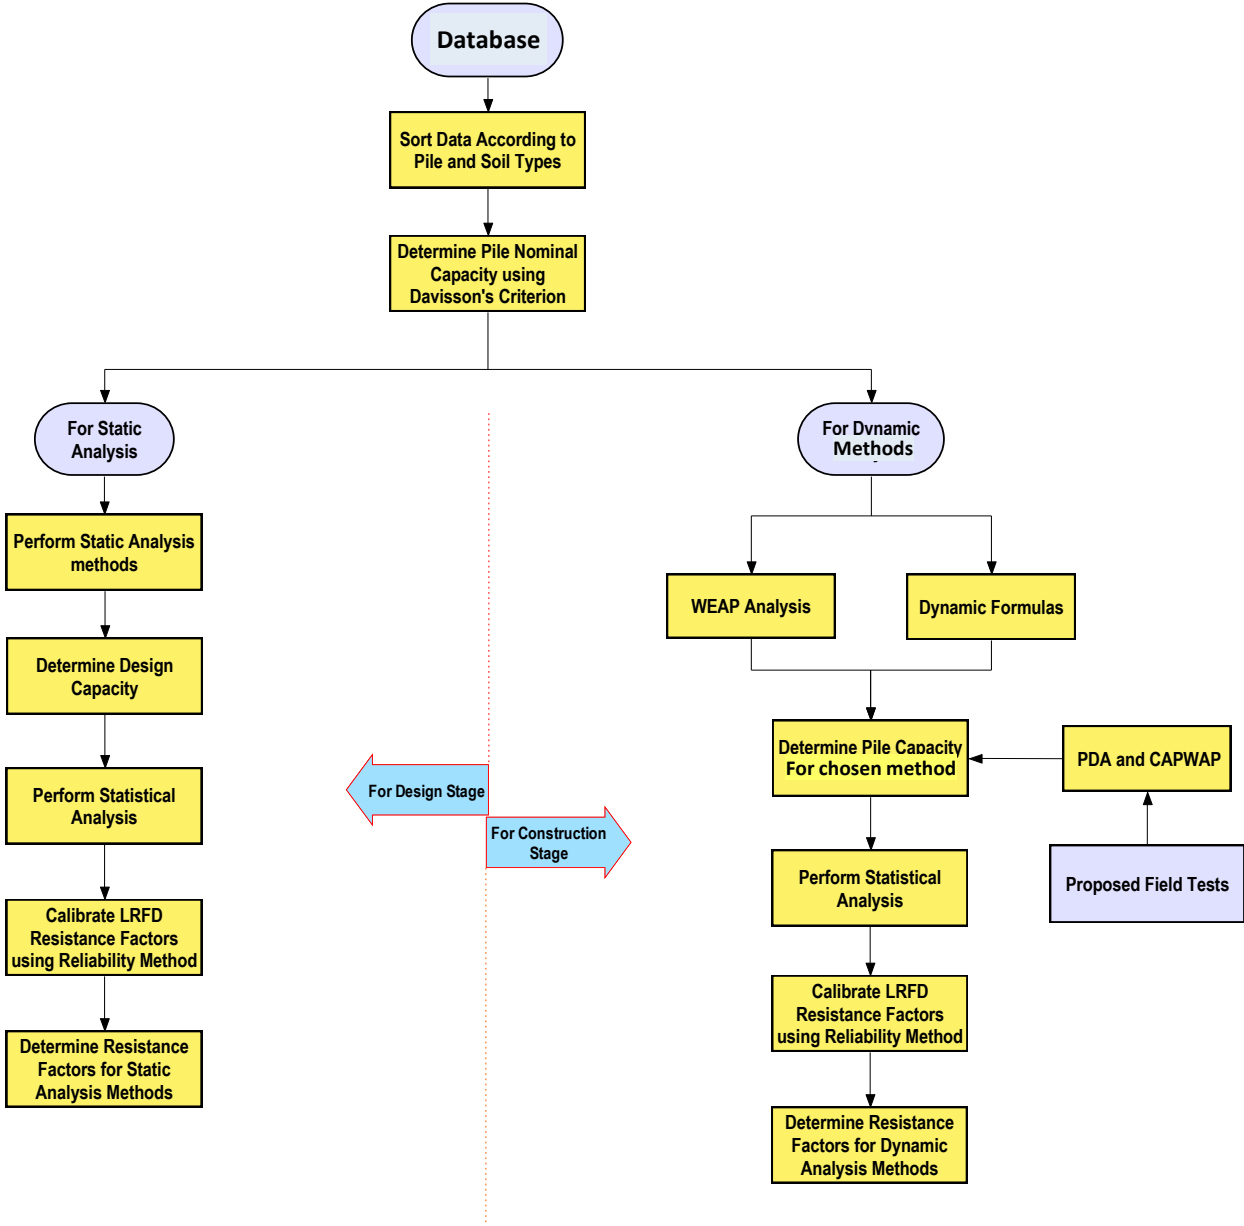 Database
Sort Data According to
Pile and Soil Types
Determine Pile Nominal
Capacity using
Davisson's Criterion
For Static
Analysis
Perform Static Analysis
methods
Determine Design
Capacity
Perform Statistical
Analysis
Calibrate LRFD
Resistance Factors
using Reliability Method
Determine Resistance
Factors for Static
Analysis Methods
For Design Stage
For Construction
Stage
For Dynamic
Methods
WEAP Analysis
Dynamic Formulas
Determine Pile Capacity
For chosen method
PDA and CAPWAP
Proposed Field Tests
Perform Statistical
Analysis
Calibrate LRFD
Resistance Factors
using Reliability Method
Determine Resistance
Factors for Dynamic
Analysis Methods